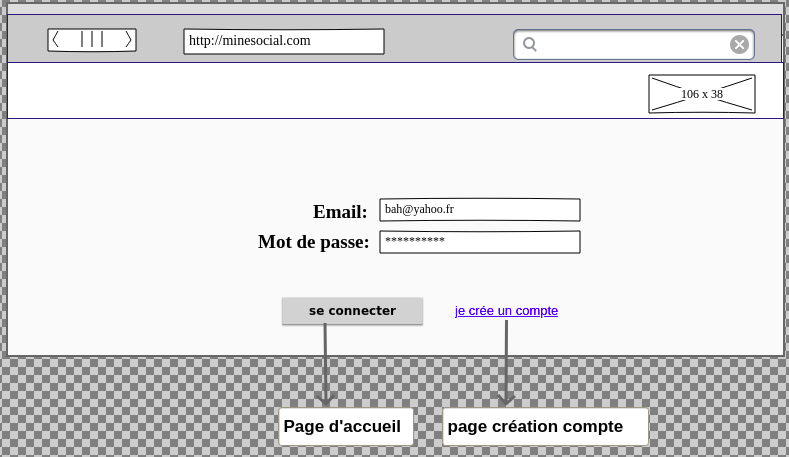 http://minesocial.com
106 x 38
Email: bah@yahoo.fr
Mot de passe: **********
se connecter je crée un compte
Page d'accueil page création compte